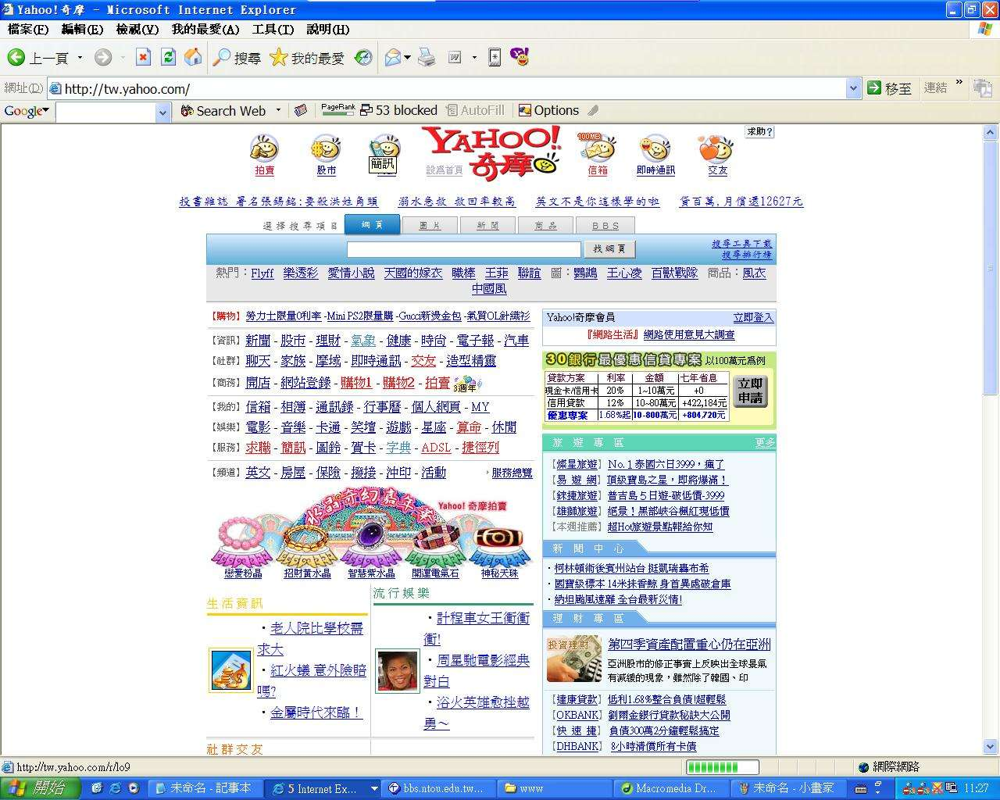 Yahoo!奇摩 - Microsoft Internet Explorer
檔案(F) 編輯(E) 檢視(V) 我的最愛(A) 工具(T) 說明(H)
上一頁 搜尋 我的最愛
網址(D) http://tw.yahoo.com/ 移至 連結 »
Google Search Web PageRank 53 blocked AutoFill Options
求助?
100MB
拍賣 股市 簡訊 設為首頁 YAHOO!奇摩 信箱 即時通訊 交友
投書雜誌 署名張錫銘:要殺洪姓角頭 溺水急救 救回率較高 英文不是你這樣學的啦 貸百萬,月償還12627元
選擇搜尋項目 網頁 圖片 新聞 商品 BBS
找網頁 搜尋工具下載
搜尋排行榜
熱門：Flyff 樂透彩 愛情小說 天國的嫁衣 職棒 王菲 聯誼 圖：鸚鵡 王心凌 百獸戰隊 商品：風衣
中國風
【購物】 勞力士限量0利率 -Mini PS2限量購 -Gucci新燙金包 -氣質OL針織衫
【資訊】 新聞 - 股市 - 理財 - 氣象 - 健康 - 時尚 - 電子報 - 汽車
【社群】 聊天 - 家族 - 摩域 - 即時通訊 - 交友 - 造型精靈
【商務】 開店 - 網站登錄 - 購物1 - 購物2 - 拍賣 3週年
【我的】 信箱 - 相簿 - 通訊錄 - 行事曆 - 個人網頁 - MY
【娛樂】 電影 - 音樂 - 卡通 - 笑壇 - 遊戲 - 星座 - 算命 - 休閒
【服務】 求職 - 簡訊 - 圖鈴 - 賀卡 - 字典 - ADSL - 捷徑列
【頻道】 英文 - 房屋 - 保險 - 撥接 - 沖印 - 活動 服務總覽
水晶奇幻嘉年華 Yahoo! 奇摩拍賣
戀愛粉晶 招財黃水晶 智慧紫水晶 開運電氣石 神秘天珠
生活資訊
・老人院比學校需
求大
・紅火蟻 意外險賠
嗎?
・金屬時代來臨！
流行娛樂
・計程車女王衝衝
衝!
・周星馳電影經典
對白
・浴火英雄愈挫越
勇～
社群交友
Yahoo!奇摩會員 立即登入
『網路生活』 網路使用意見大調查
30銀行最優惠信貸專案 以100萬元為例
貸款方案 利率 金額 七年省息
現金卡/信用卡 20% 1~10萬元 +0
信用貸款 12% 10~80萬元 +422,184元
優惠專案 1.68%起 10-800萬元 +804,720元
立即
申請
旅遊專區 更多
【燦星旅遊】 No.1 泰國六日3999，瘋了
【易遊網】 頂級寶島之星，即將爆滿！
【錸捷旅遊】 普吉島５日遊-破低價-3999
【雄獅旅遊】 絕景！黑部峽谷楓紅現低價
【本週推薦】 超Hot旅遊景點報給你知
新聞中心
・柯林頓術後賓州站台 挺凱瑞轟布希
・國寶級標本 14米抹香鯨 身首異處破倉庫
・納坦颱風遠離 全台最新災情!
理財專區
投資理財
第四季資產配置重心仍在亞洲
亞洲股市的修正事實上反映出全球景氣
有減緩的現象，雖然除了韓國、印
【達康貸款】 低利1.68%整合負債!超輕鬆
【OKBANK】 劉爾金銀行貸款秘訣大公開
【快速捷】 負債300萬2分鐘輕鬆搞定
【DHBANK】 8小時清償所有卡債
http://tw.yahoo.com/r/lo9 網際網路
開始 未命名 - 記事本 5 Internet Ex... bbs.ntou.edu.tw... www Macromedia Dr... 未命名 - 小畫家 11:27